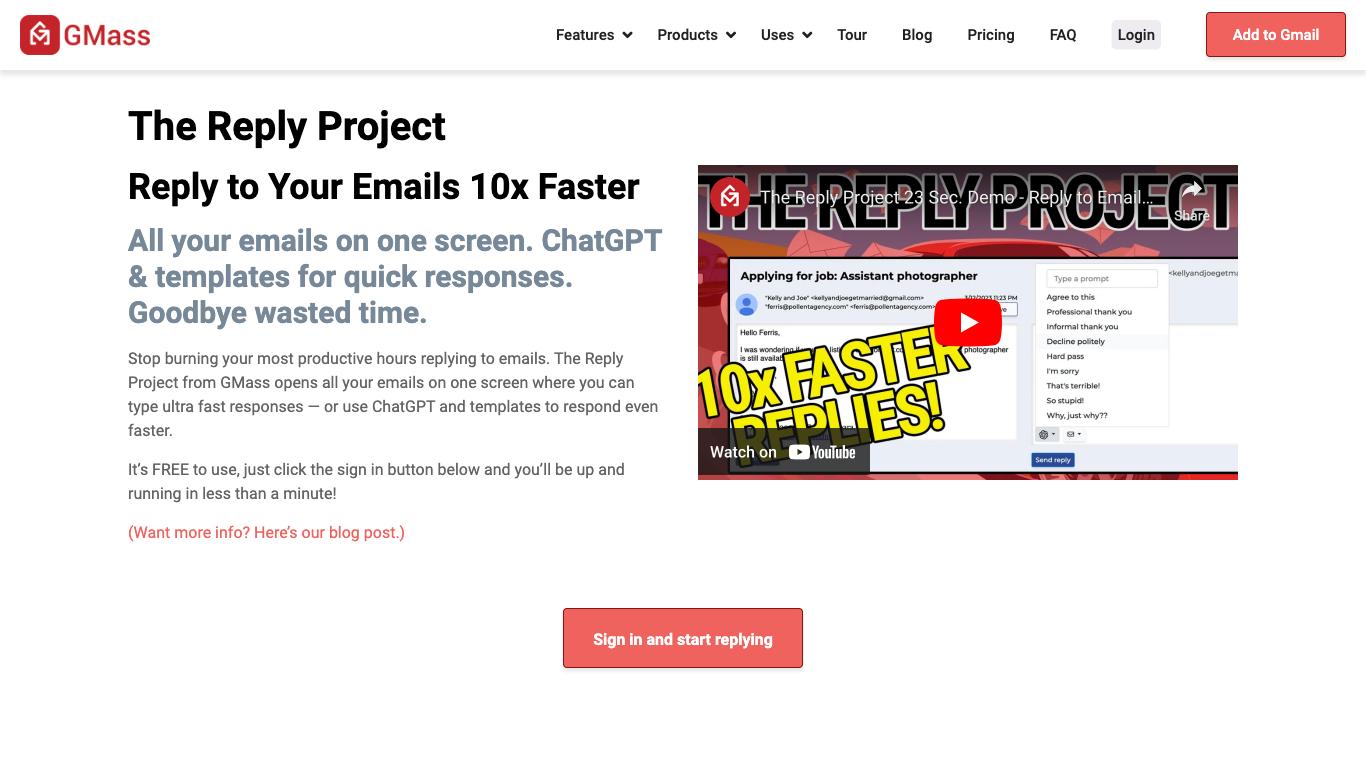 GMass
Features
Products
Uses
Tour
Blog
Pricing
FAQ
Login
Add to Gmail
The Reply Project
Reply to Your Emails 10x Faster
All your emails on one screen. ChatGPT
& templates for quick responses.
Goodbye wasted time.
Stop burning your most productive hours replying to emails. The Reply
Project from GMass opens all your emails on one screen where you can
type ultra fast responses — or use ChatGPT and templates to respond even
faster.
It’s FREE to use, just click the sign in button below and you’ll be up and
running in less than a minute!
(Want more info? Here’s our blog post.)
THE REPLY PROJECT
The Reply Project 23 Sec. Demo - Reply to Email...
Share
Applying for job: Assistant photographer
"Kelly and Joe" <kellyandjoegetmarried@gmail.com>
"ferris@pollentagency.com" <ferris@pollentagency.com>
3/12/2023 11:23 PM
<kellyandjoegetma
Hello Ferris,
I was wondering if
photographer
is still availab
10x FASTER
REPLIES!
Type a prompt
Agree to this
Professional thank you
Informal thank you
Decline politely
Hard pass
I'm sorry
That's terrible!
So stupid!
Why, just why??
Send reply
Watch on YouTube
Sign in and start replying